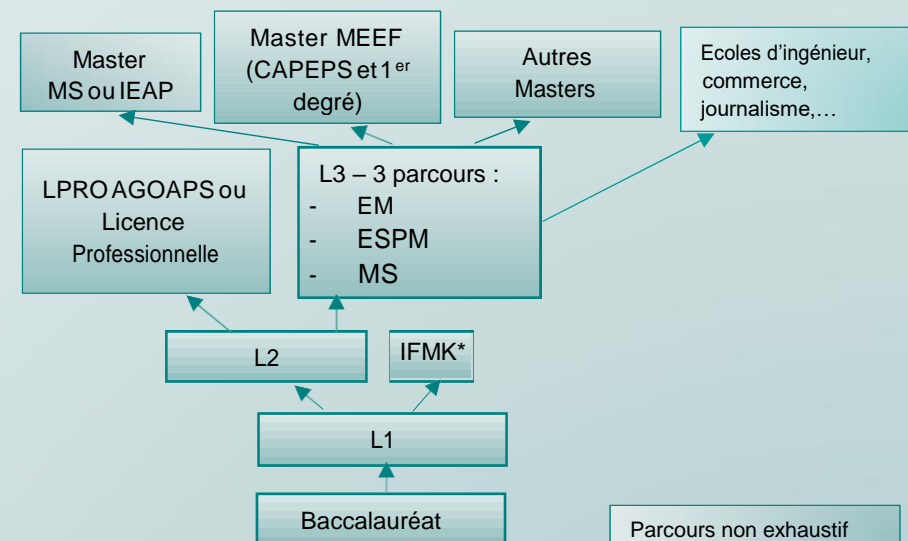 Master
MS ou IEAP
Master MEEF
(CAPEPS et 1er
degré)
Autres
Masters
Ecoles d'ingénieur,
commerce,
journalisme,…
LPRO AGOAPS ou
Licence
Professionnelle
L3 – 3 parcours :
- EM
- ESPM
- MS
L2
IFMK*
L1
Baccalauréat
Parcours non exhaustif